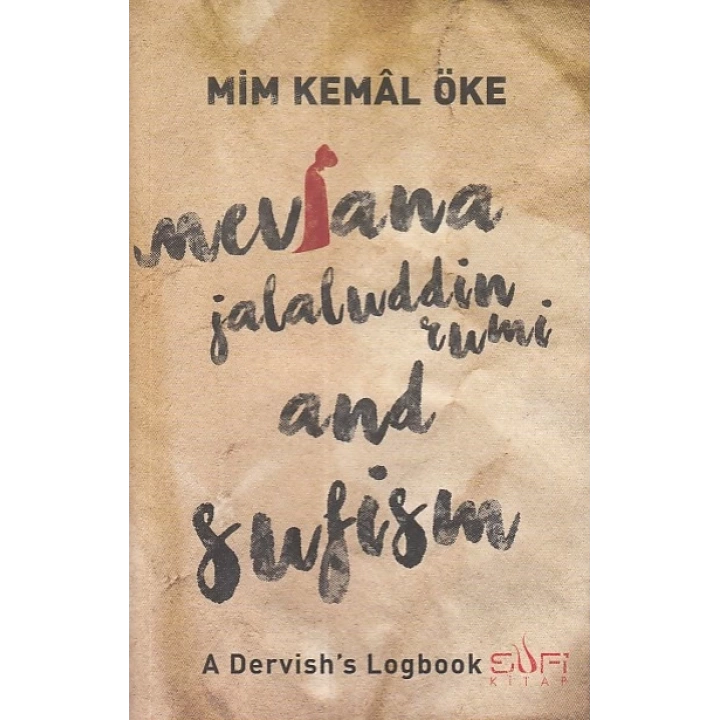 MİM KEMÂL ÖKE
mevlana
jalaluddin
rumi
and
sufism
A Dervish's Logbook
SUFİ
KİTAP